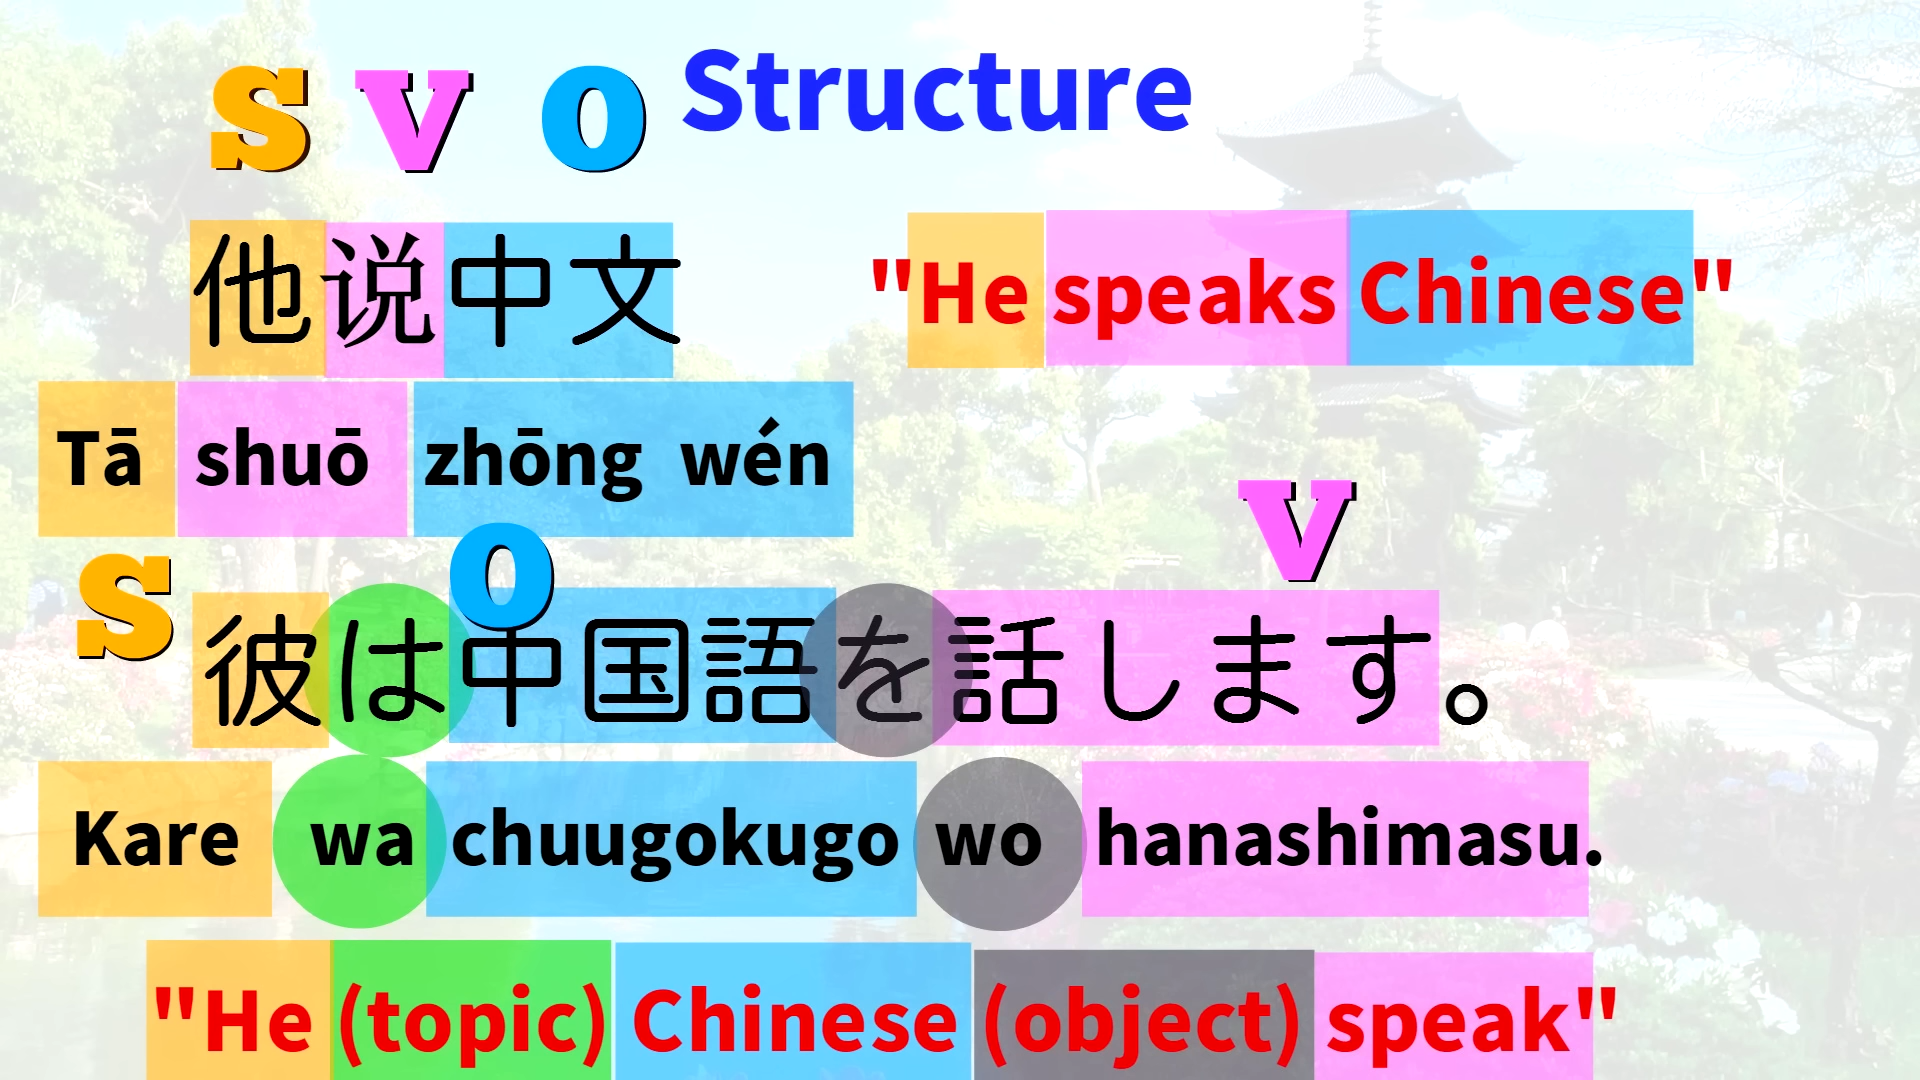 S V O Structure
他说中文 "He speaks Chinese"
Tā shuō zhōng wén
S O V
彼は中国語を話します。
Kare wa chuugokugo wo hanashimasu.
"He (topic) Chinese (object) speak"